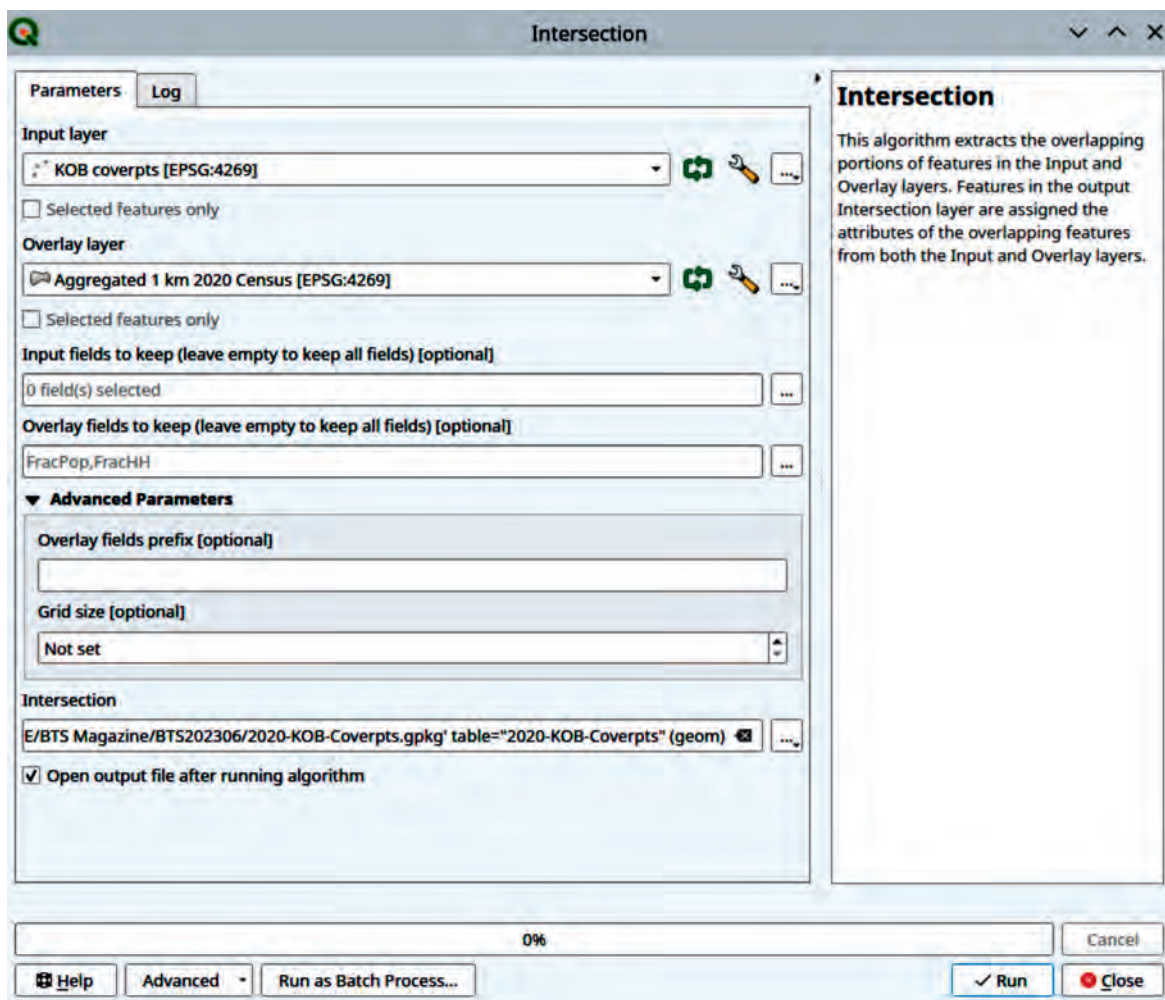 Intersection
Parameters
Log
Input layer
KOB coverpts [EPSG:4269]
...
Selected features only
Overlay layer
Aggregated 1 km 2020 Census [EPSG:4269]
...
Selected features only
Input fields to keep (leave empty to keep all fields) [optional]
0 field(s) selected
...
Overlay fields to keep (leave empty to keep all fields) [optional]
FracPop,FracHH
...
Advanced Parameters
Overlay fields prefix [optional]
Grid size [optional]
Not set
Intersection
E/BTS Magazine/BTS202306/2020-KOB-Coverpts.gpkg' table="2020-KOB-Coverpts" (geom)
...
Open output file after running algorithm
Intersection
This algorithm extracts the overlapping
portions of features in the Input and
Overlay layers. Features in the output
Intersection layer are assigned the
attributes of the overlapping features
from both the Input and Overlay layers.
0%
Cancel
Help
Advanced
Run as Batch Process...
Run
Close